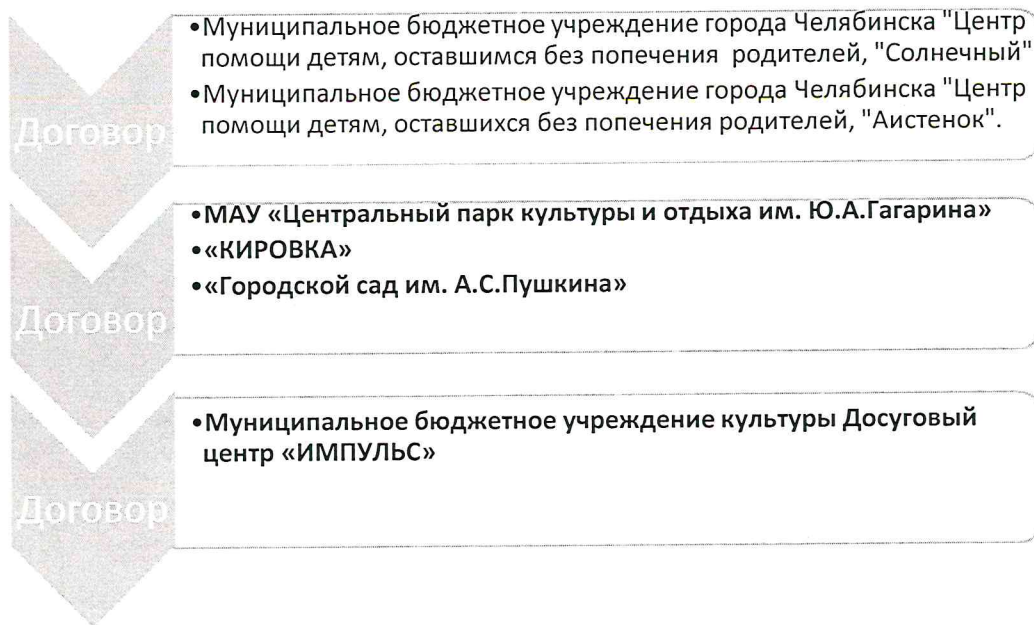 Договор
•Муниципальное бюджетное учреждение города Челябинска "Центр
помощи детям, оставшимся без попечения родителей, "Солнечный"
•Муниципальное бюджетное учреждение города Челябинска "Центр
помощи детям, оставшихся без попечения родителей, "Аистенок".
Договор
•МАУ «Центральный парк культуры и отдыха им. Ю.А.Гагарина»
•«КИРОВКА»
•«Городской сад им. А.С.Пушкина»
Договор
•Муниципальное бюджетное учреждение культуры Досуговый
центр «ИМПУЛЬС»